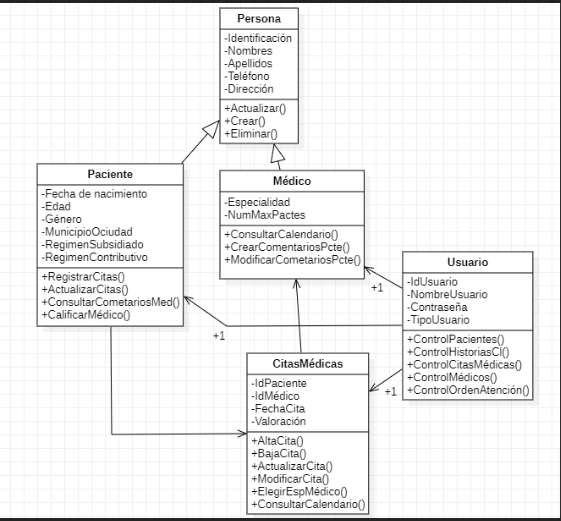 Persona
-Identificación
-Nombres
-Apellidos
-Teléfono
-Dirección
+Actualizar()
+Crear()
+Eliminar()
Paciente
-Fecha de nacimiento
-Edad
-Género
-MunicipioOciudad
-RegimenSubsidiado
-RegimenContributivo
+RegistrarCitas()
+ActualizarCitas()
+ConsultarCometariosMed()
+CalificarMédico()
Médico
-Especialidad
-NumMaxPactes
+ConsultarCalendario()
+CrearComentariosPcte()
+ModificarCometariosPcte()
Usuario
-IdUsuario
-NombreUsuario
-Contraseña
-TipoUsuario
+ControlPacientes()
+ControlHistoriasCl()
+ControlCitasMédicas()
+ControlMédicos()
+ControlOrdenAtención()
+1
+1
+1
CitasMédicas
-IdPaciente
-IdMédico
-FechaCita
-Valoración
+AltaCita()
+BajaCita()
+ActualizarCita()
+ModificarCita()
+ElegirEspMédico()
+ConsultarCalendario()